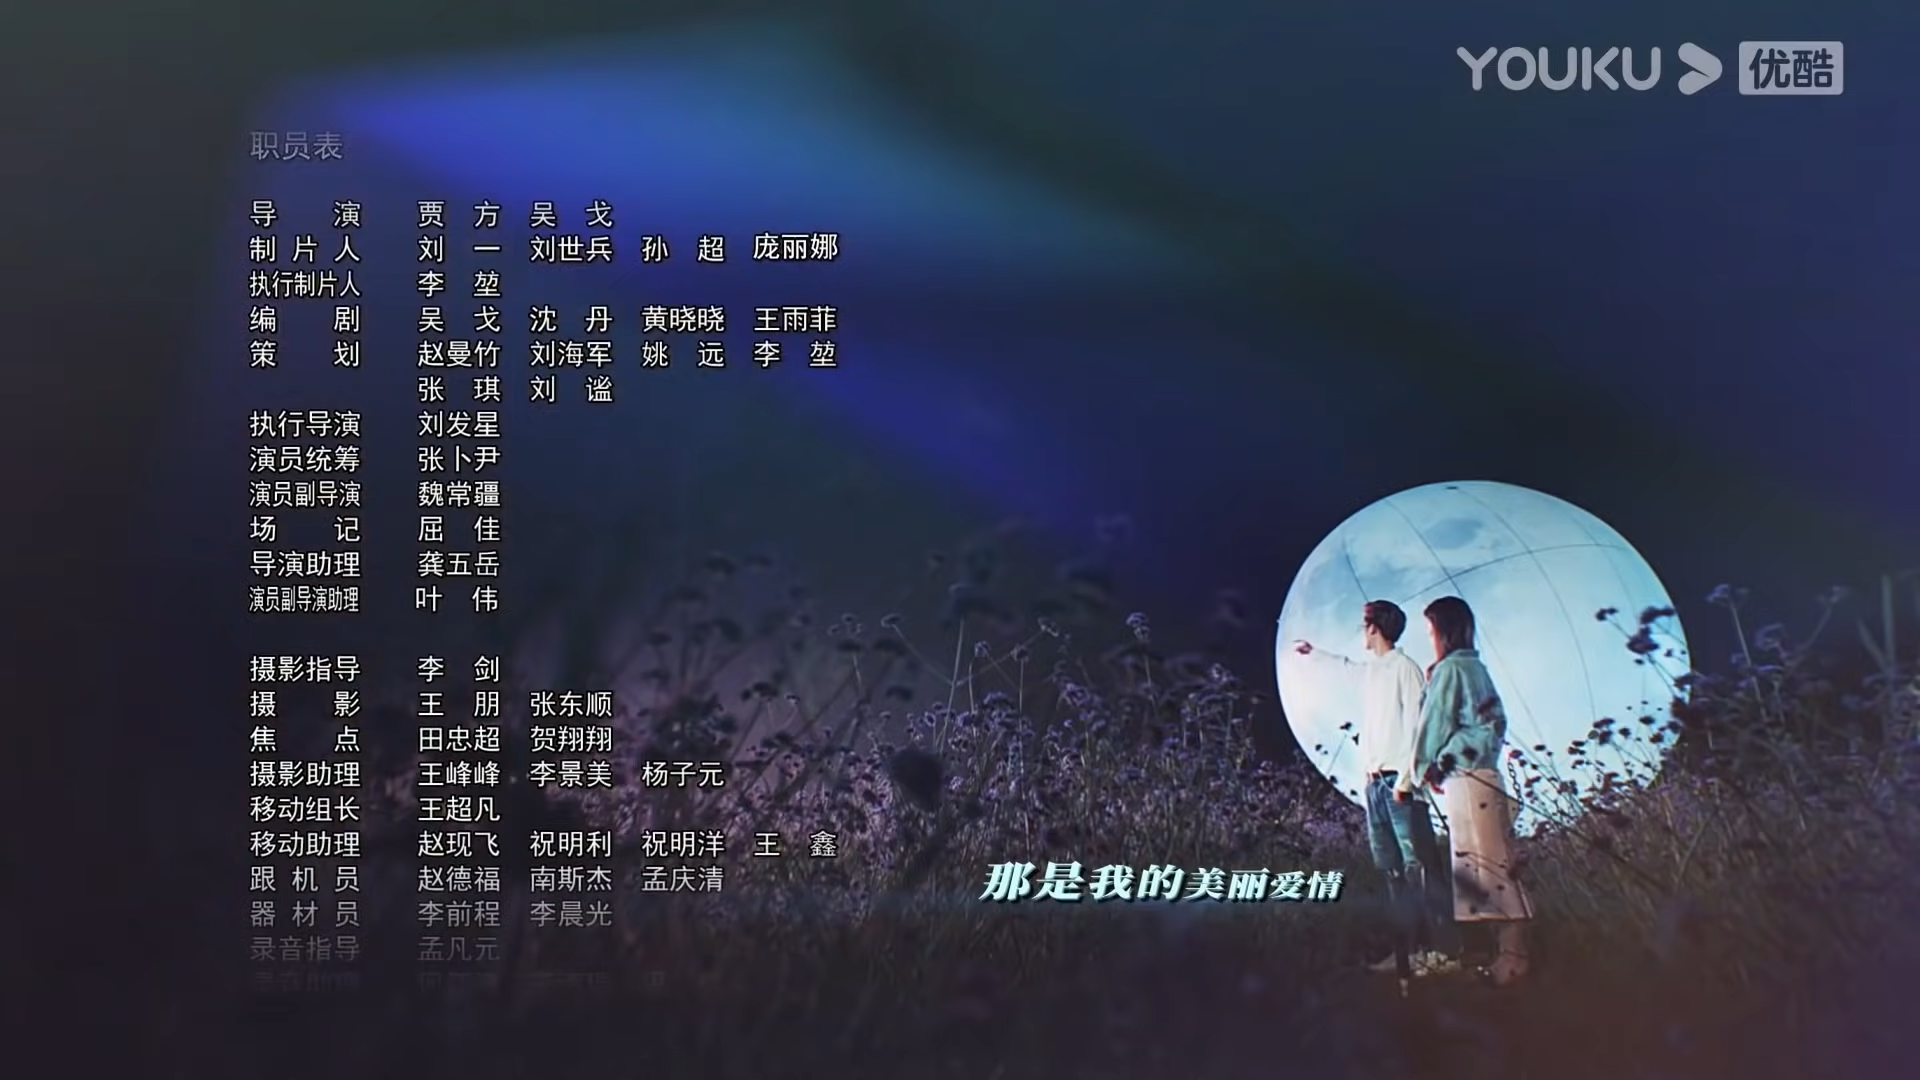 YOUKU 优酷
职员表
导演 贾方 吴戈
制片人 刘一 刘世兵 孙超 庞丽娜
执行制片人 李堃
编剧 吴戈 沈丹 黄晓晓 王雨菲
策划 赵曼竹 刘海军 姚远 李堃
张琪 刘谧
执行导演 刘发星
演员统筹 张卜尹
演员副导演 魏常疆
场记 屈佳
导演助理 龚五岳
演员副导演助理 叶伟
摄影指导 李剑
摄影 王朋 张东顺
焦点 田忠超 贺翔翔
摄影助理 王峰峰 李景美 杨子元
移动组长 王超凡
移动助理 赵现飞 祝明利 祝明洋 王鑫
跟机员 赵德福 南斯杰 孟庆清
器材员 李前程 李晨光
录音指导 孟凡元
那是我的美丽爱情